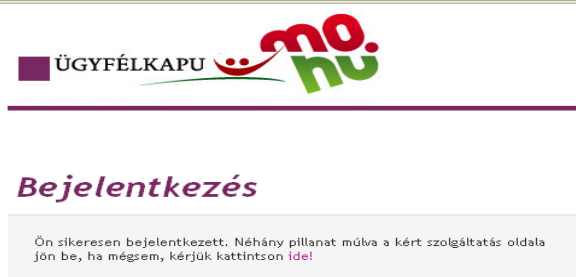 ÜGYFÉLKAPU
mo.
hu
Bejelentkezés
Ön sikeresen bejelentkezett. Néhány pillanat múlva a kért szolgáltatás oldala
jön be, ha mégsem, kérjük kattintson ide!